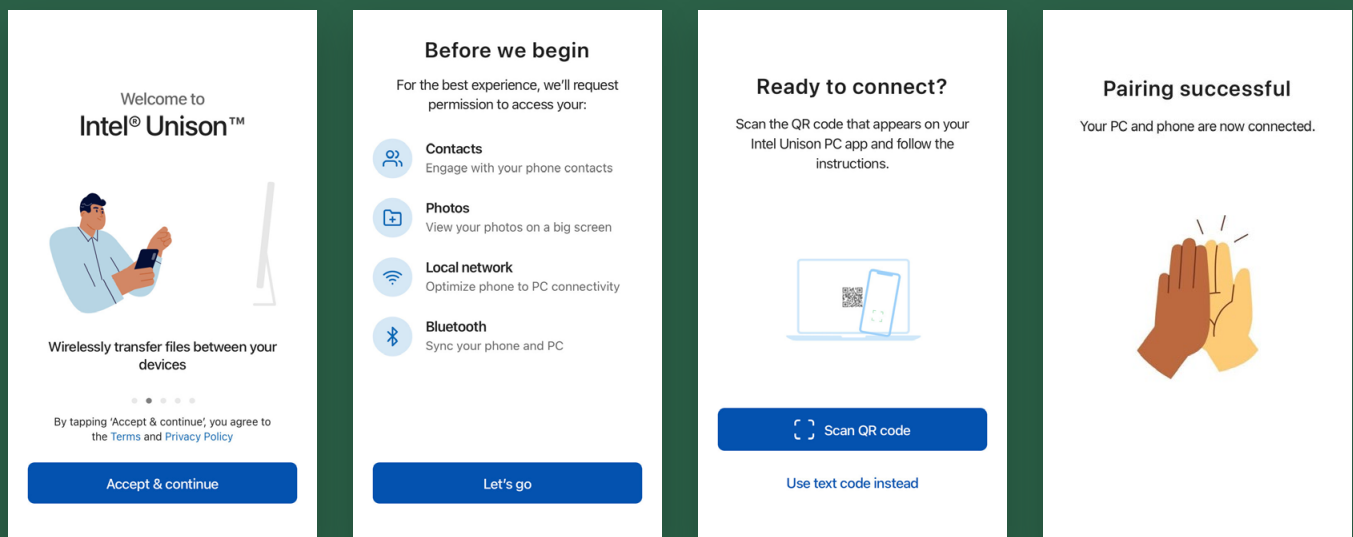 Welcome to
Intel® Unison™
Wirelessly transfer files between your
devices
By tapping ‘Accept & continue’, you agree to
the Terms and Privacy Policy
Accept & continue
Before we begin
For the best experience, we’ll request
permission to access your:
Contacts
Engage with your phone contacts
Photos
View your photos on a big screen
Local network
Optimize phone to PC connectivity
Bluetooth
Sync your phone and PC
Let’s go
Ready to connect?
Scan the QR code that appears on your
Intel Unison PC app and follow the
instructions.
Scan QR code
Use text code instead
Pairing successful
Your PC and phone are now connected.